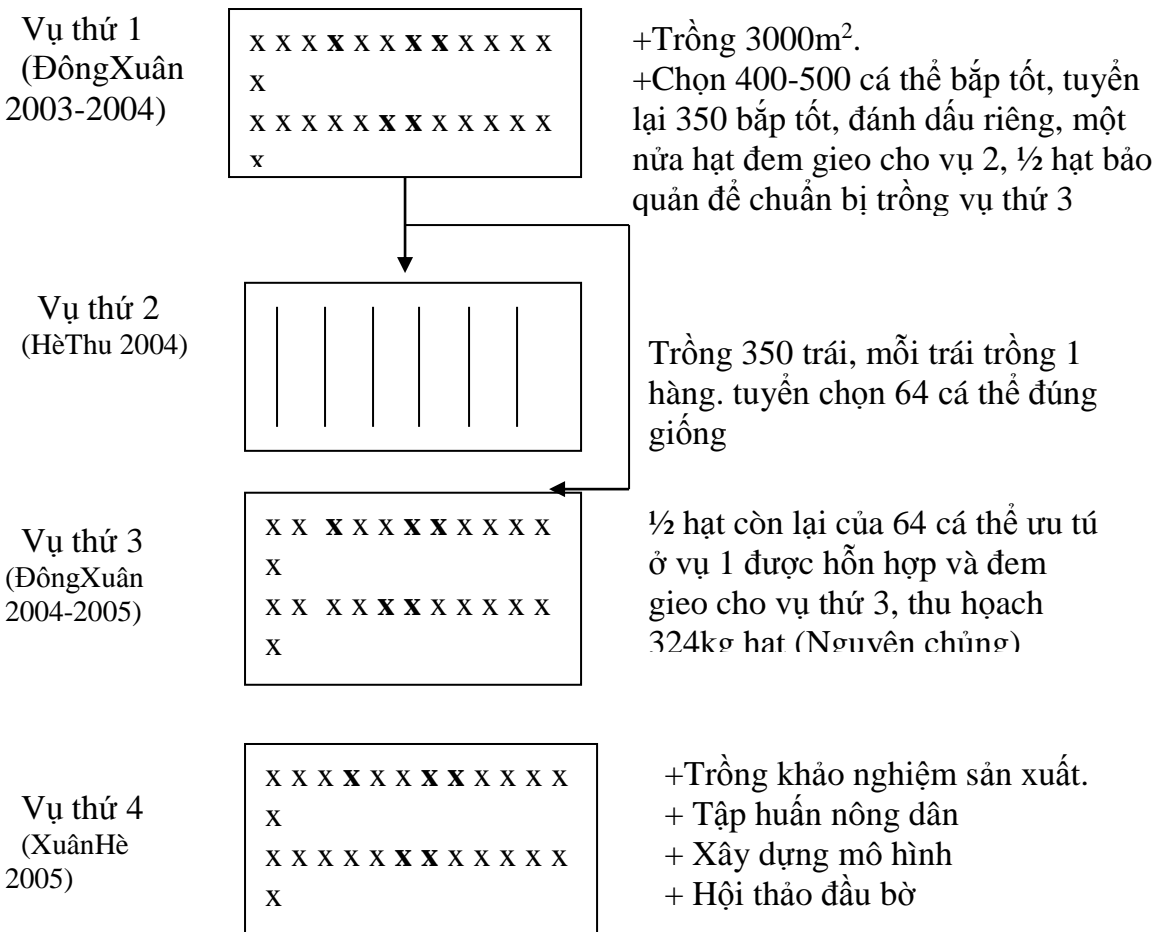 Vụ thứ 1
(ĐôngXuân
2003-2004)
x x x x x x x x x x x x
x
x x x x x x x x x x x x
x
+Trồng 3000m².
+Chọn 400-500 cá thể bắp tốt, tuyển
lại 350 bắp tốt, đánh dấu riêng, một
nửa hạt đem gieo cho vụ 2, ½ hạt bảo
quản để chuẩn bị trồng vụ thứ 3
Vụ thứ 2
(HèThu 2004)
Trồng 350 trái, mỗi trái trồng 1
hàng. tuyển chọn 64 cá thể đúng
giống
Vụ thứ 3
(ĐôngXuân
2004-2005)
x x x x x x x x x x x
x
x x x x x x x x x x x
x
½ hạt còn lại của 64 cá thể ưu tú
ở vụ 1 được hỗn hợp và đem
gieo cho vụ thứ 3, thu họach
324kg hạt (Nguyên chủng)
Vụ thứ 4
(XuânHè
2005)
x x x x x x x x x x x x
x
x x x x x x x x x x x x
x
+Trồng khảo nghiệm sản xuất.
+ Tập huấn nông dân
+ Xây dựng mô hình
+ Hội thảo đầu bờ